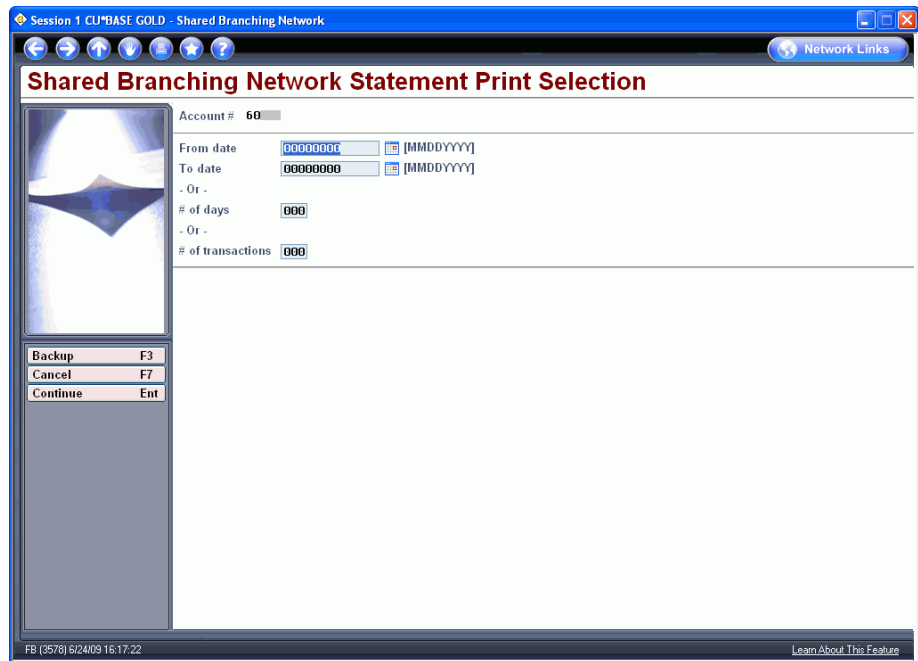 Session 1 CU*BASE GOLD - Shared Branching Network
Network Links
Shared Branching Network Statement Print Selection
Account # 60
From date 00000000 [MMDDYYYY]
To date 00000000 [MMDDYYYY]
- Or -
# of days 000
- Or -
# of transactions 000
Backup F3
Cancel F7
Continue Ent
FB (3578) 6/24/09 16:17:22
Learn About This Feature